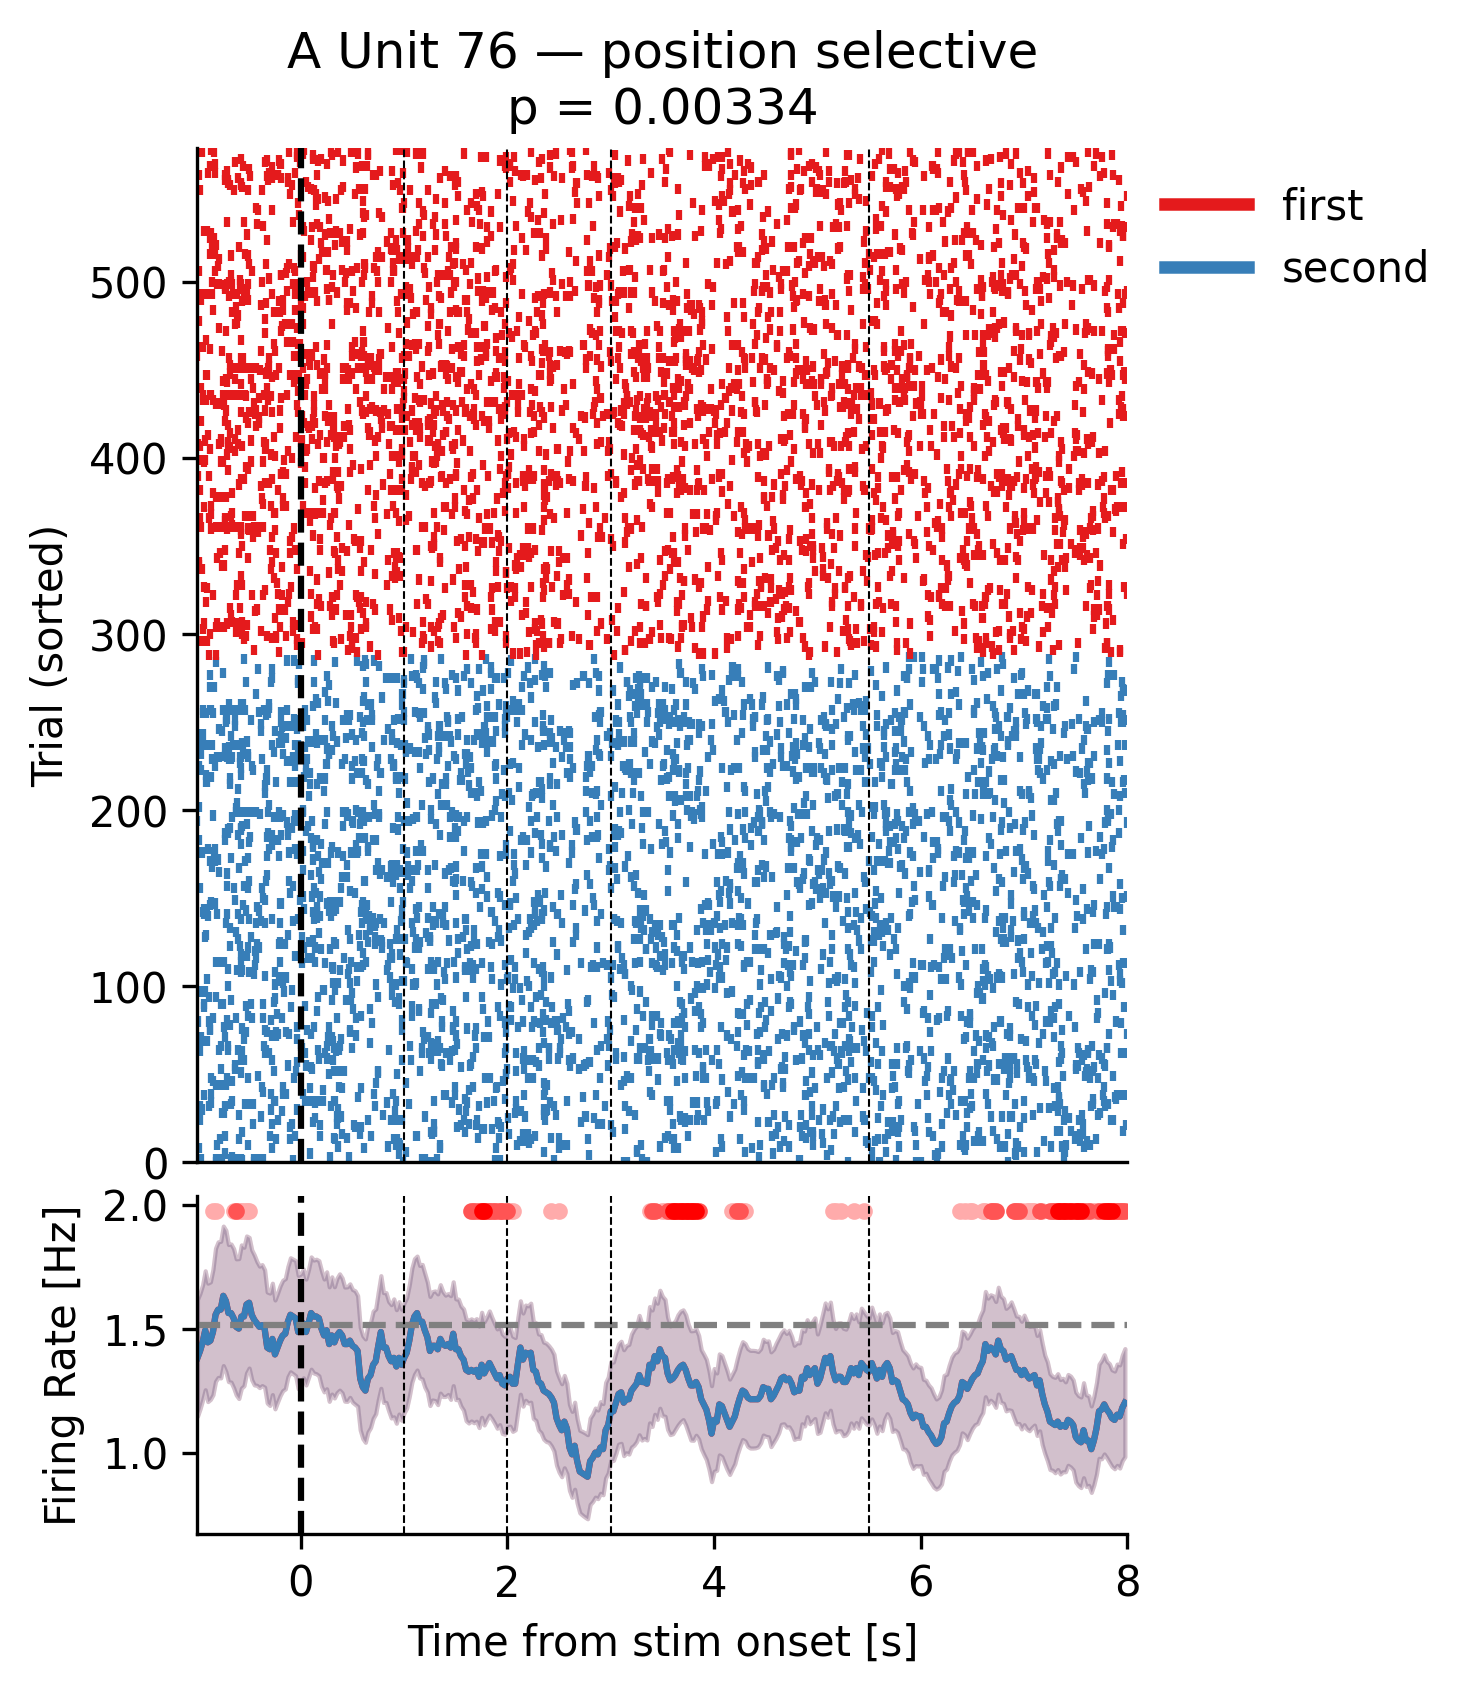 A Unit 76 — position selective
p = 0.00334
first
second
Trial (sorted)
500
400
300
200
100
0
Firing Rate [Hz]
2.0
1.5
1.0
0 2 4 6 8
Time from stim onset [s]